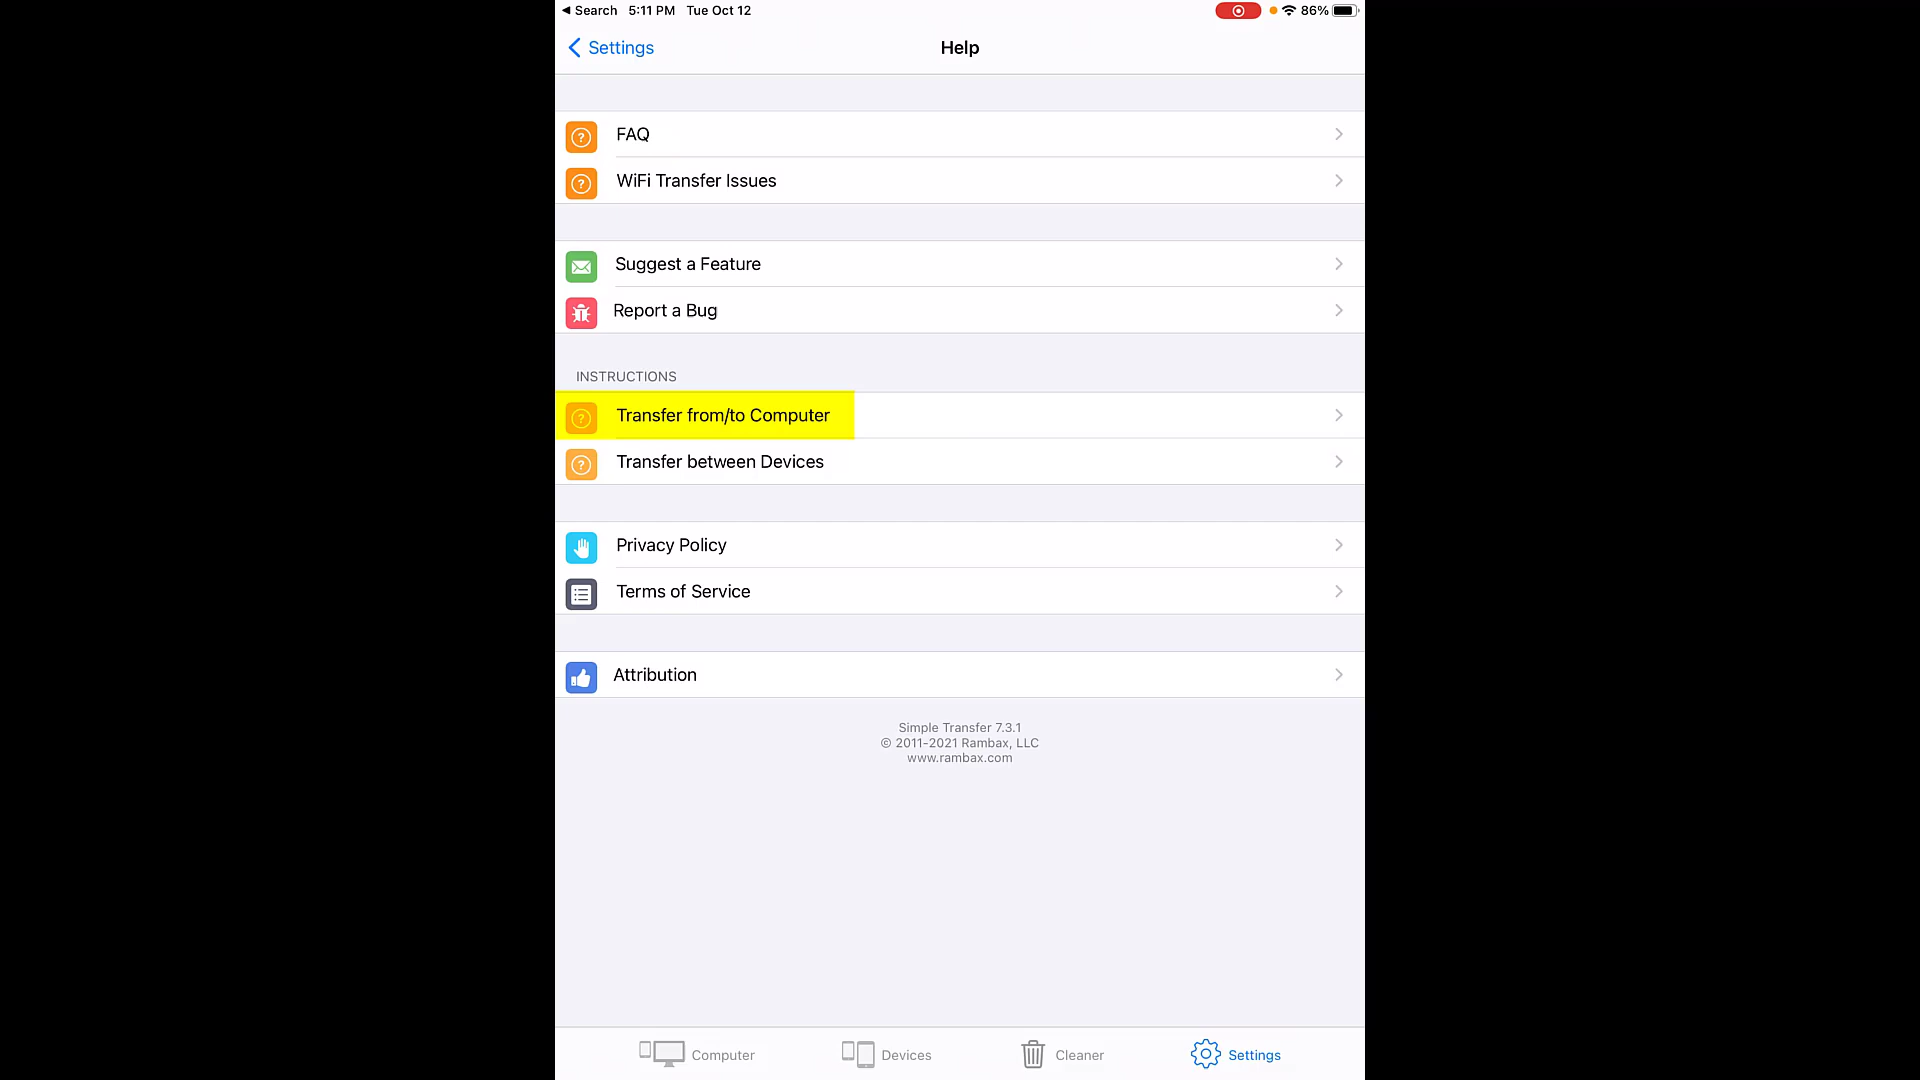 Search 5:11 PM Tue Oct 12 86%
Settings Help
FAQ
WiFi Transfer Issues
Suggest a Feature
Report a Bug
INSTRUCTIONS
Transfer from/to Computer
Transfer between Devices
Privacy Policy
Terms of Service
Attribution
Simple Transfer 7.3.1
© 2011-2021 Rambax, LLC
www.rambax.com
Computer Devices Cleaner Settings